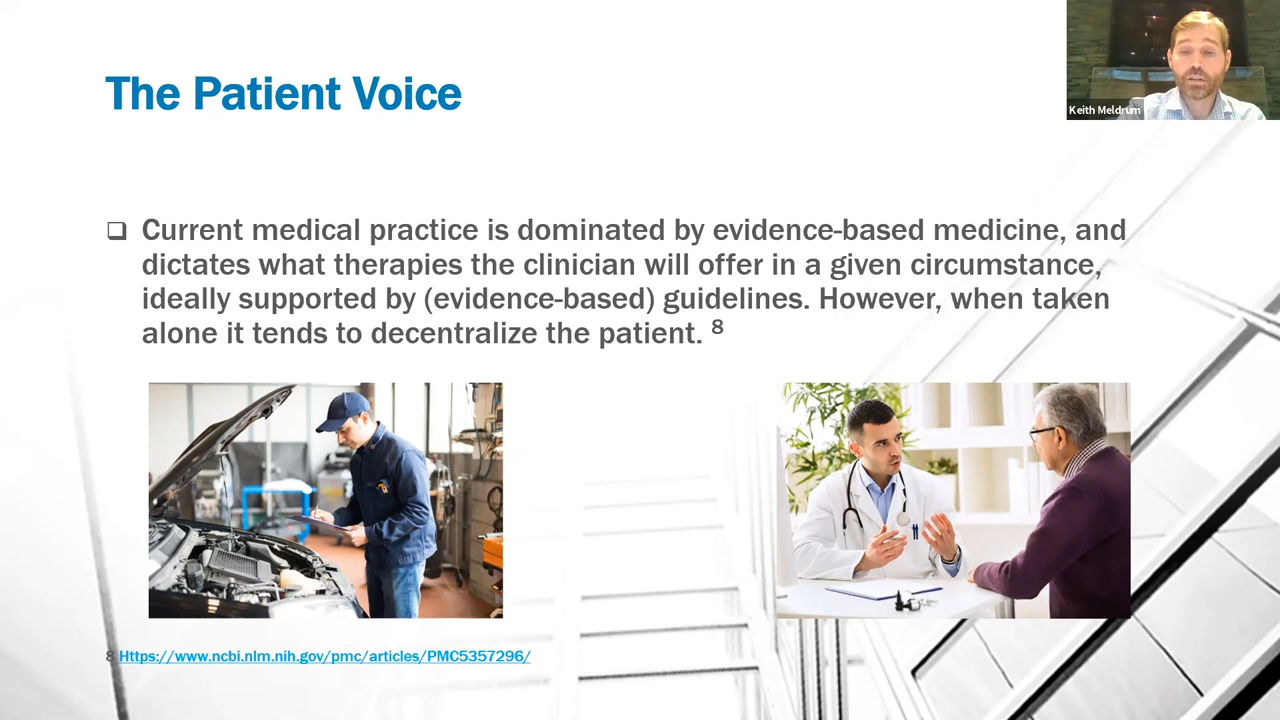 The Patient Voice
Keith Meldrum
❑ Current medical practice is dominated by evidence-based medicine, and
dictates what therapies the clinician will offer in a given circumstance,
ideally supported by (evidence-based) guidelines. However, when taken
alone it tends to decentralize the patient. 8
8 Https://www.ncbi.nlm.nih.gov/pmc/articles/PMC5357296/